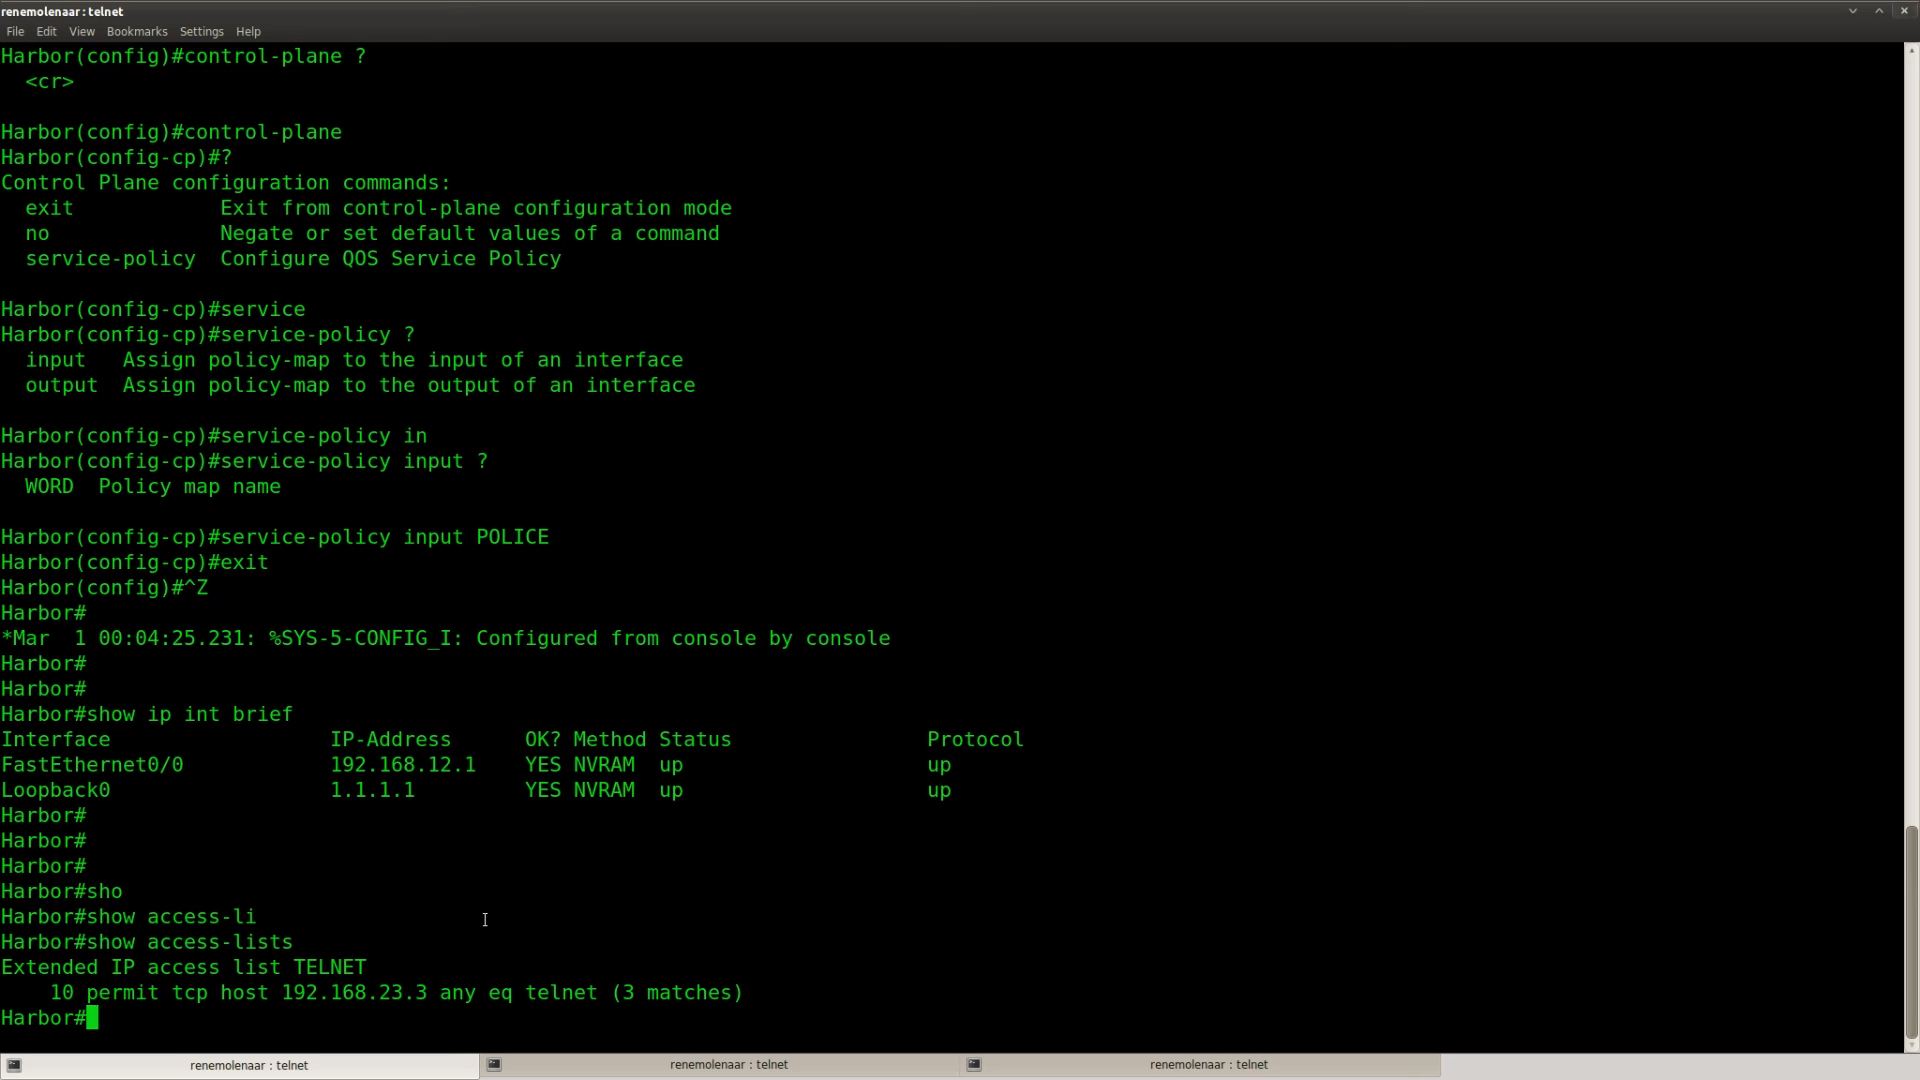 renemolenaar : telnet
File Edit View Bookmarks Settings Help
Harbor(config)#control-plane ?
  <cr>
Harbor(config)#control-plane
Harbor(config-cp)#?
Control Plane configuration commands:
  exit            Exit from control-plane configuration mode
  no              Negate or set default values of a command
  service-policy  Configure QOS Service Policy
Harbor(config-cp)#service
Harbor(config-cp)#service-policy ?
  input   Assign policy-map to the input of an interface
  output  Assign policy-map to the output of an interface
Harbor(config-cp)#service-policy in
Harbor(config-cp)#service-policy input ?
  WORD  Policy map name
Harbor(config-cp)#service-policy input POLICE
Harbor(config-cp)#exit
Harbor(config)#^Z
Harbor#
*Mar  1 00:04:25.231: %SYS-5-CONFIG_I: Configured from console by console
Harbor#
Harbor#
Harbor#show ip int brief
Interface                  IP-Address      OK? Method Status                Protocol
FastEthernet0/0            192.168.12.1    YES NVRAM  up                    up
Loopback0                  1.1.1.1         YES NVRAM  up                    up
Harbor#
Harbor#
Harbor#
Harbor#sho
Harbor#show access-li
Harbor#show access-lists
Extended IP access list TELNET
    10 permit tcp host 192.168.23.3 any eq telnet (3 matches)
Harbor#
renemolenaar : telnet renemolenaar : telnet renemolenaar : telnet